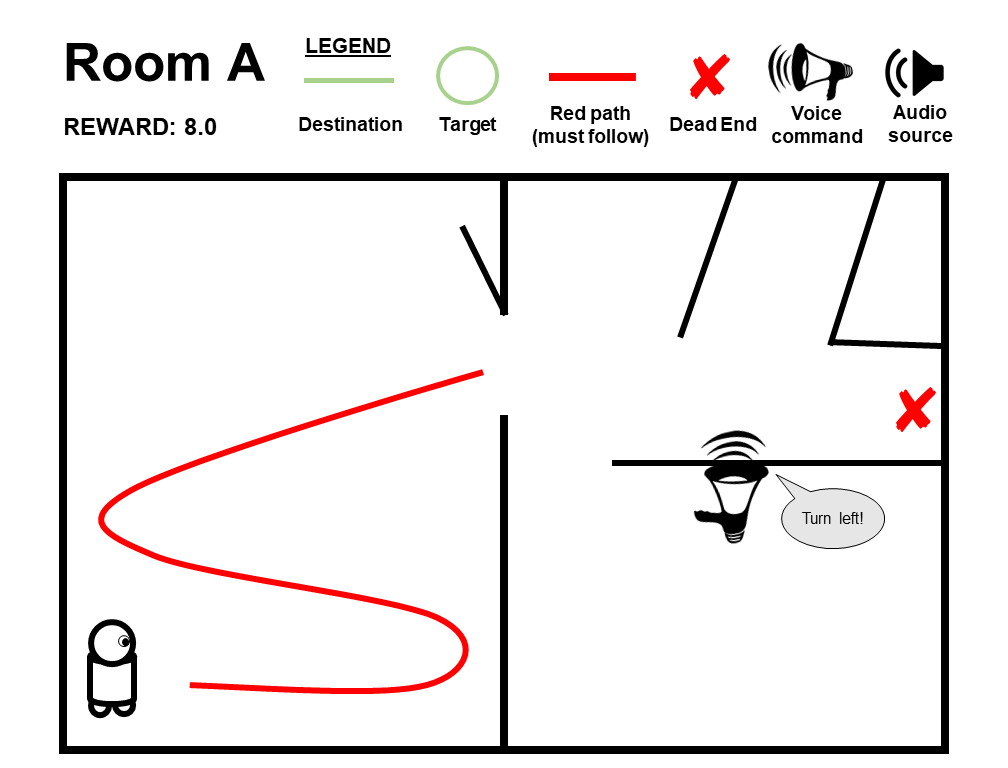 Room A
REWARD: 8.0
LEGEND
Destination
Target
Red path
(must follow)
Dead End
Voice
command
Audio
source
Turn left!